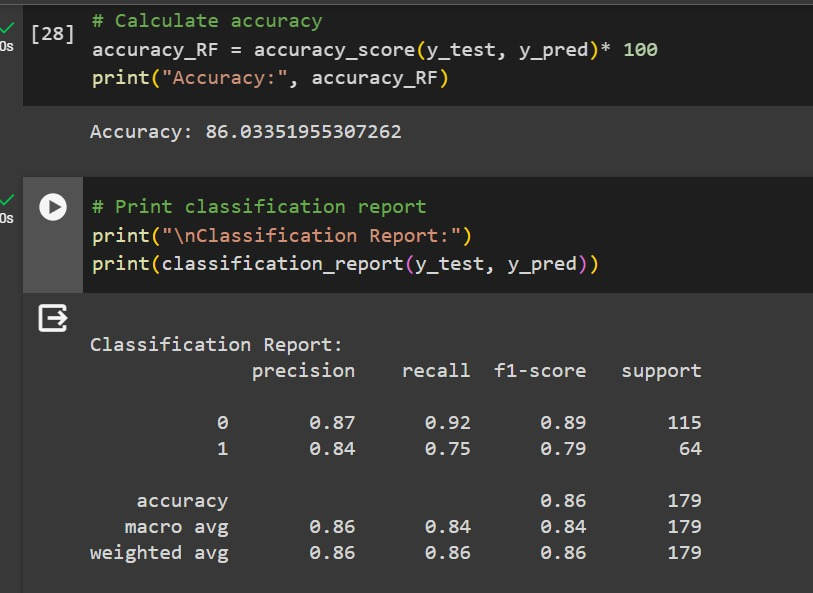 # Calculate accuracy
0s [28] accuracy_RF = accuracy_score(y_test, y_pred)* 100
print("Accuracy:", accuracy_RF)
Accuracy: 86.03351955307262
# Print classification report
0s print("\nClassification Report:")
print(classification_report(y_test, y_pred))
Classification Report:
precision recall f1-score support
0 0.87 0.92 0.89 115
1 0.84 0.75 0.79 64
accuracy 0.86 179
macro avg 0.86 0.84 0.84 179
weighted avg 0.86 0.86 0.86 179